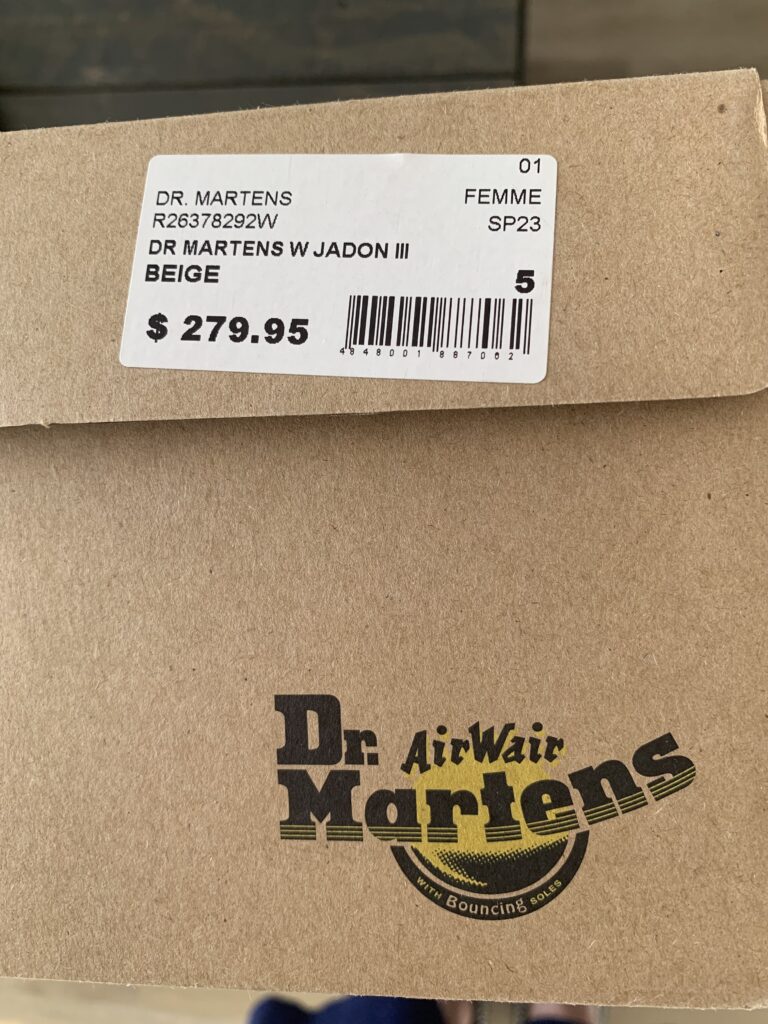 01
DR. MARTENS FEMME
R26378292W SP23
DR MARTENS W JADON III
BEIGE 5
$ 279.95
4848001887062
Dr. AirWair
Martens
WITH Bouncing SOLES